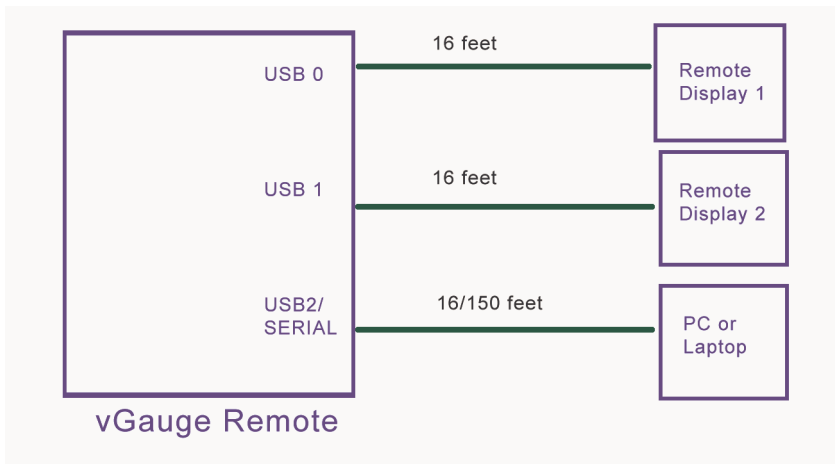 16 feet
USB 0
Remote
Display 1
16 feet
USB 1
Remote
Display 2
16/150 feet
USB2/
SERIAL
PC or
Laptop
vGauge Remote